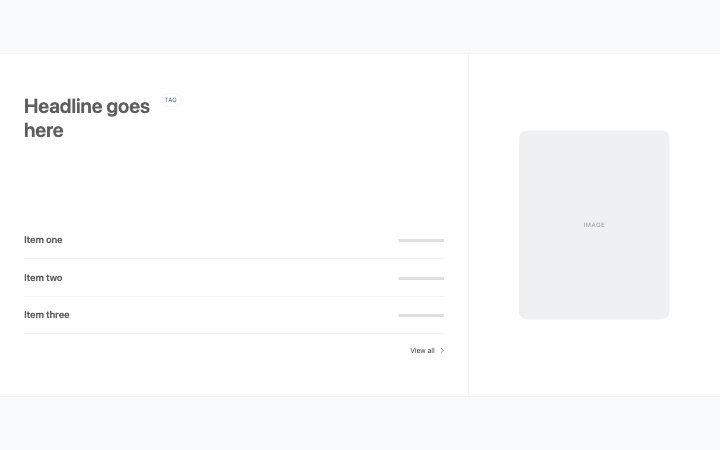 Headline goes
here
TAG
Item one
Item two
Item three
View all
IMAGE